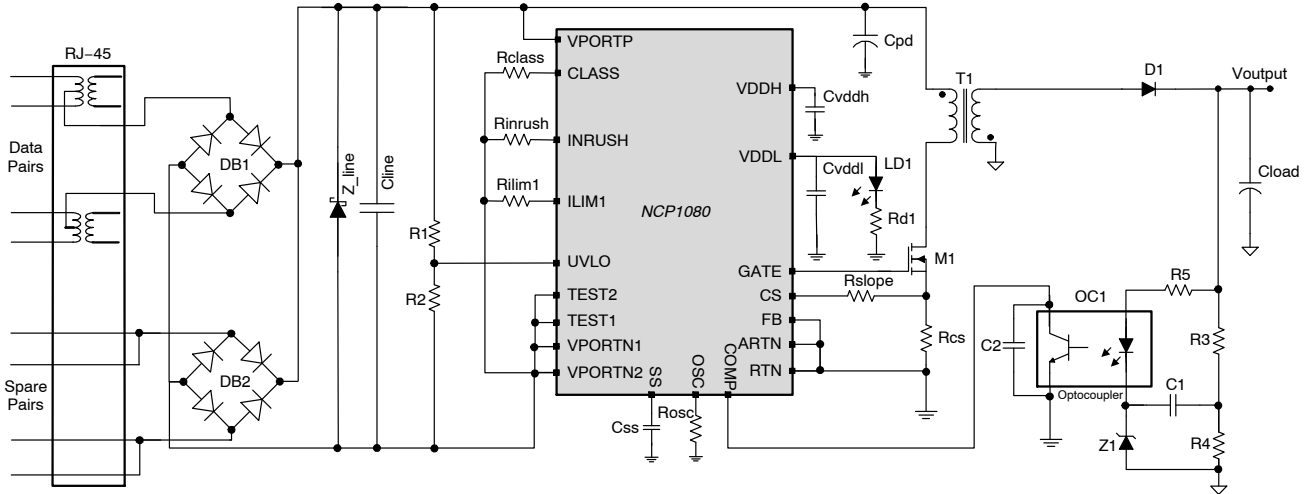 RJ-45
Data
Pairs
Spare
Pairs
DB1
DB2
Z_line
Cline
R1
R2
Rclass
Rinrush
Rilim1
VPORTP
CLASS
INRUSH
ILIM1
UVLO
TEST2
TEST1
VPORTN1
VPORTN2
NCP1080
VDDH
VDDL
GATE
CS
FB
ARTN
RTN
SS
OSC
COMP
Css
Rosc
Cpd
Cvddh
Cvddl
LD1
Rd1
M1
Rslope
Rcs
T1
D1
Voutput
Cload
OC1
R5
R3
C2
Optocoupler
C1
Z1
R4